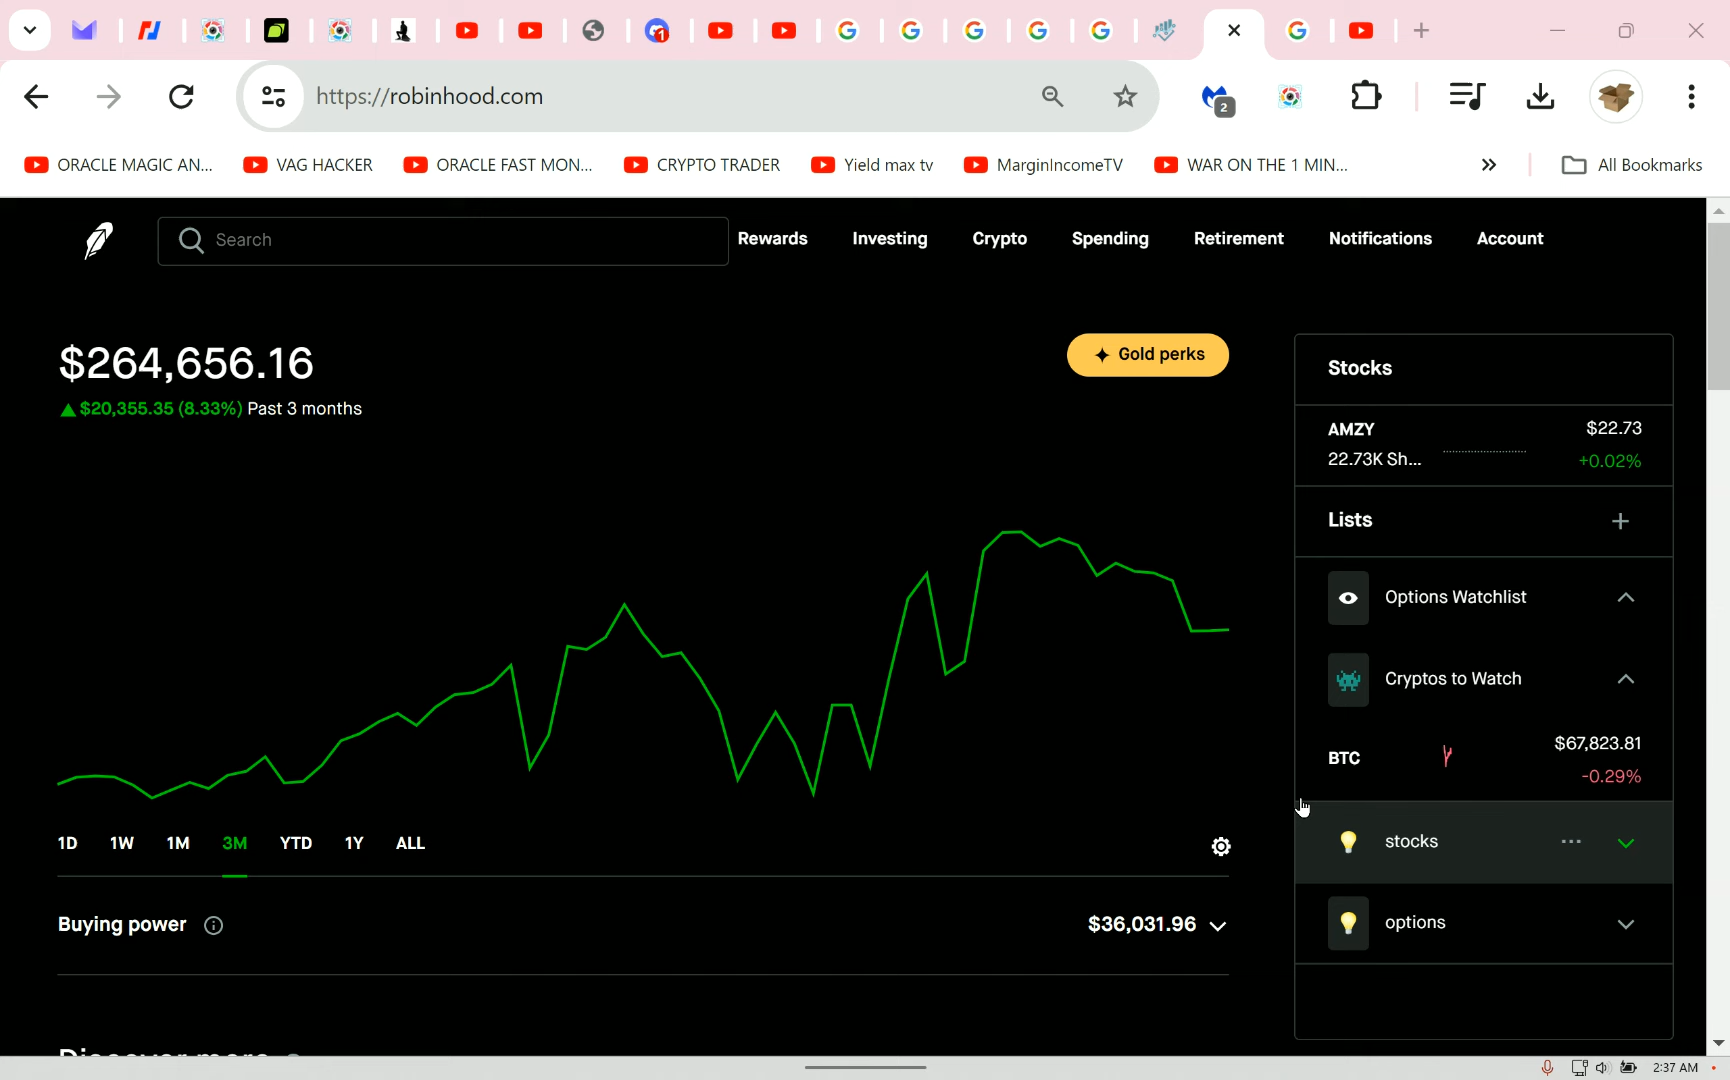 1
https://robinhood.com
2
ORACLE MAGIC AN...
VAG HACKER
ORACLE FAST MON...
CRYPTO TRADER
Yield max tv
MarginIncomeTV
WAR ON THE 1 MIN...
All Bookmarks
Search
Rewards
Investing
Crypto
Spending
Retirement
Notifications
Account
$264,656.16
$20,355.35 (8.33%) Past 3 months
Gold perks
1D
1W
1M
3M
YTD
1Y
ALL
Buying power
$36,031.96
Stocks
AMZY
$22.73
22.73K Sh...
+0.02%
Lists
Options Watchlist
Cryptos to Watch
BTC
$67,823.81
-0.29%
stocks
options
2:37 AM